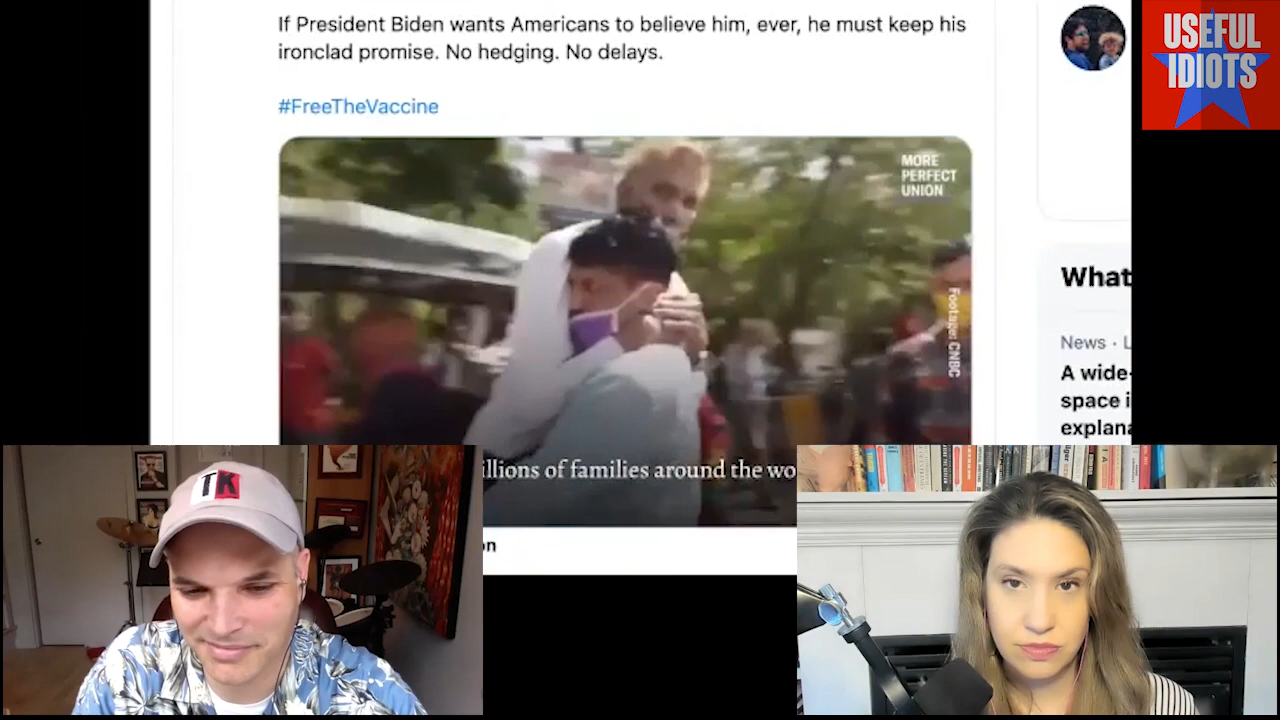 If President Biden wants Americans to believe him, ever, he must keep his
ironclad promise. No hedging. No delays.
#FreeTheVaccine
MORE
PERFECT
UNION
Footage: CNBC
illions of families around the wo
on
What
News · L
A wide-
space i
explana
USEFUL
IDIOTS
TK